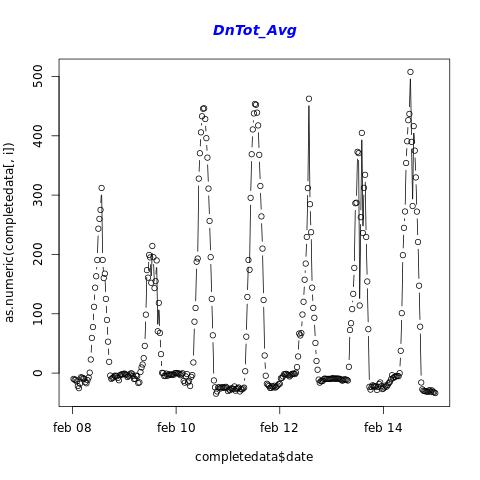 DnTot_Avg
as.numeric(completedata[, i])
500
400
300
200
100
0
feb 08
feb 10
feb 12
feb 14
completedata$date